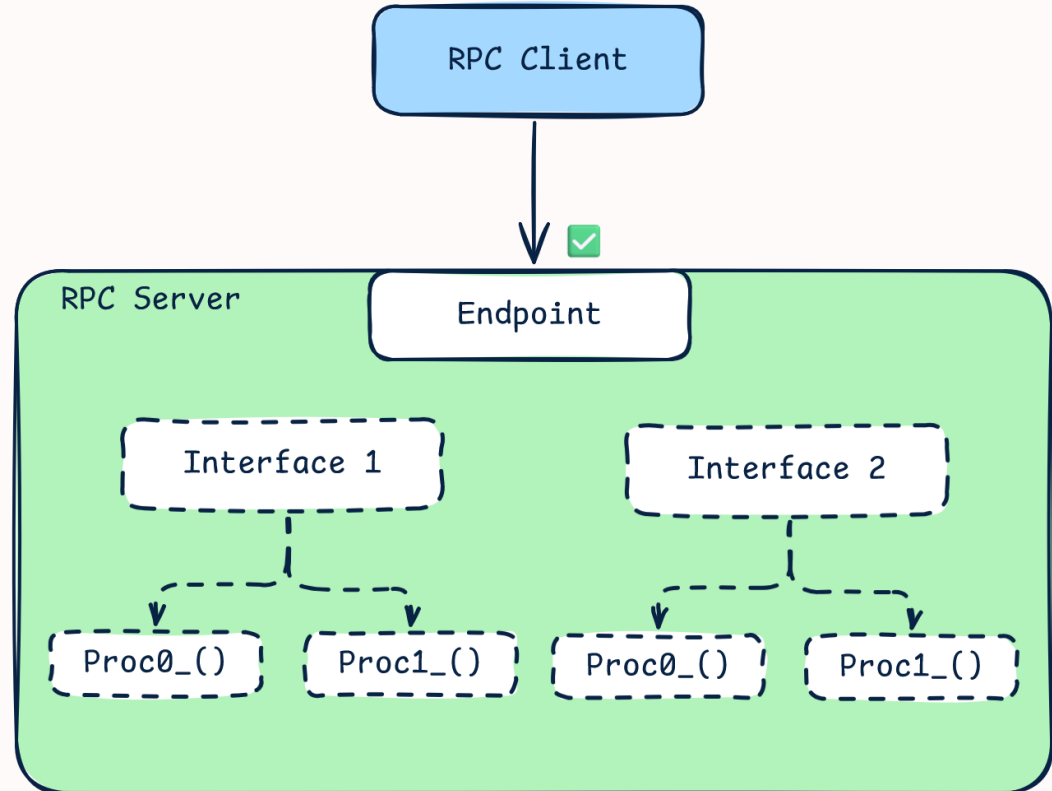 RPC Client
RPC Server
Endpoint
Interface 1
Interface 2
Proc0_()
Proc1_()
Proc0_()
Proc1_()